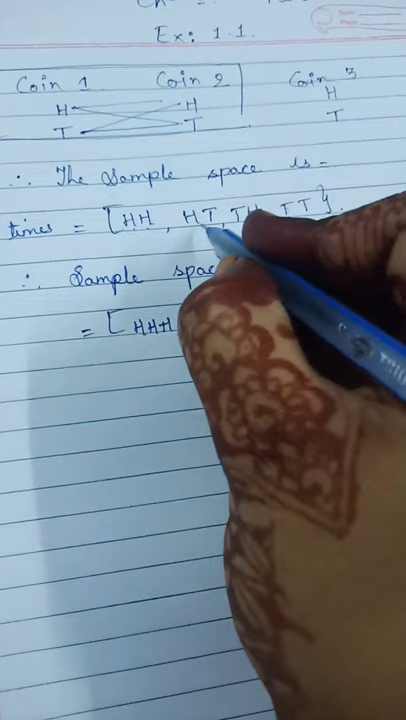 Ex: 1.1.
Coin 1 Coin 2 Coin 3
H H H
T T T
∴ The Sample space is -
times = [HH, HT, TH, TT}.
∴ Sample spac
= [HHH